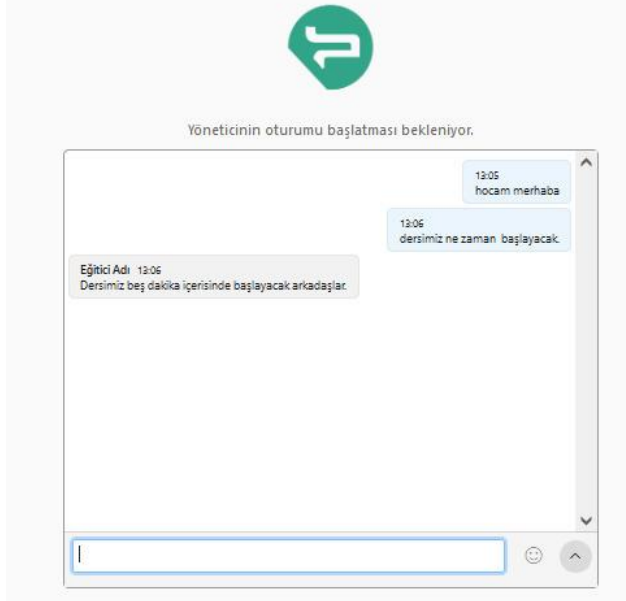 Yöneticinin oturumu başlatması bekleniyor.
13:05
hocam merhaba
13:06
dersimiz ne zaman başlayacak.
Eğitici Adı 13:06
Dersimiz beş dakika içerisinde başlayacak arkadaşlar.